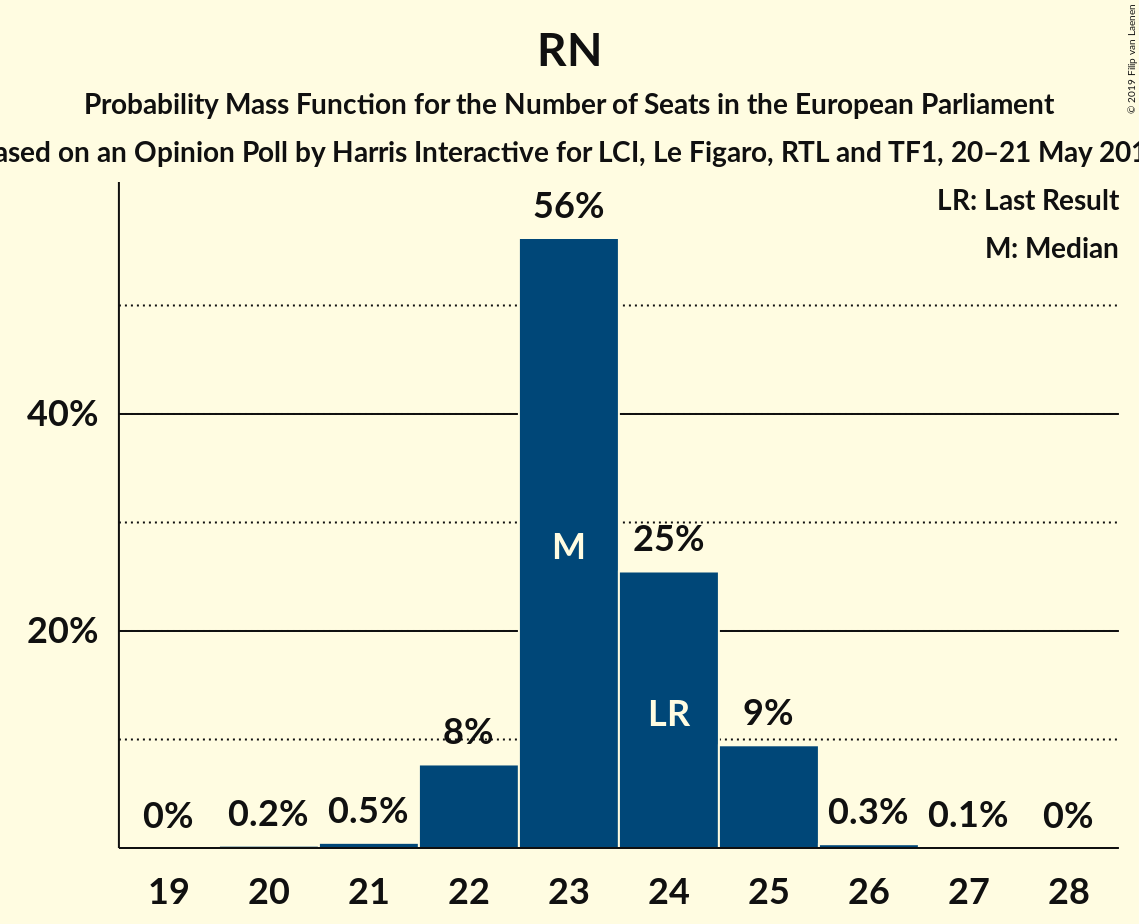 RN
Probability Mass Function for the Number of Seats in the European Parliament
on an Opinion Poll by Harris Interactive for LCI, Le Figaro, RTL and TF1, 20–21 May
© 2019 Filip van Laenen
LR: Last Result
M: Median
56%
40%
25%
M
20%
LR
9%
8%
0% 0.2% 0.5% 0.3% 0.1% 0%
19 20 21 22 23 24 25 26 27 28